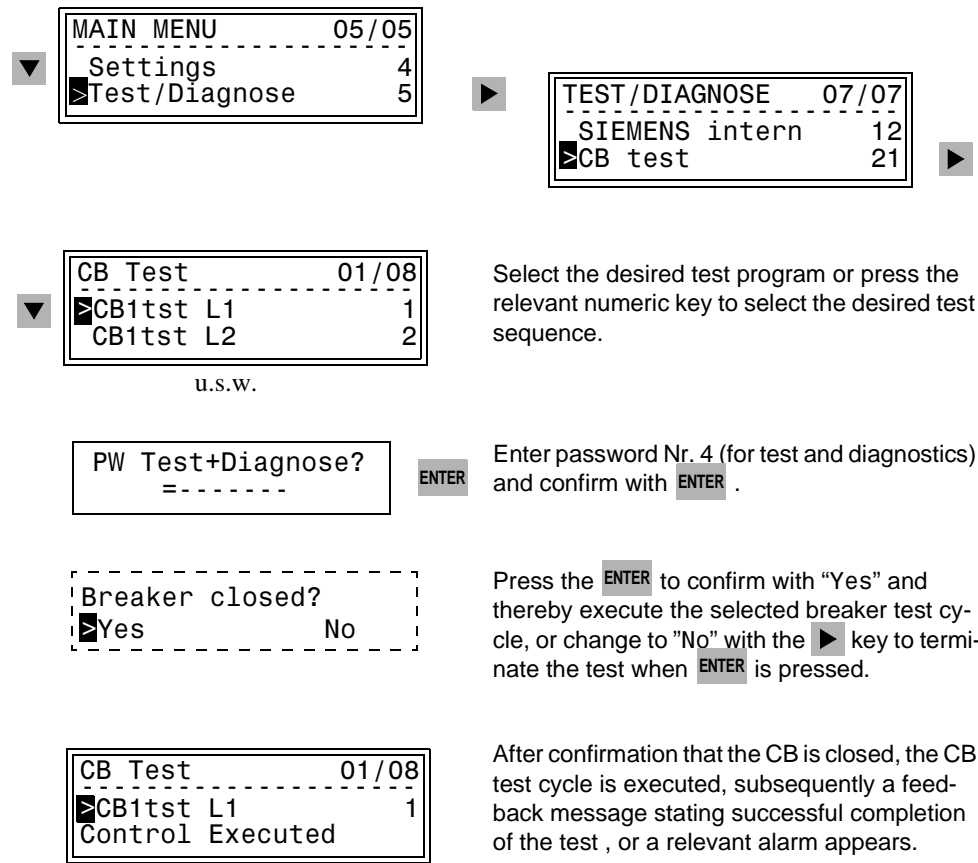 MAIN MENU 05/05
---------------------
Settings 4
>Test/Diagnose 5
TEST/DIAGNOSE 07/07
---------------------
SIEMENS intern 12
>CB test 21
CB Test 01/08
---------------------
>CB1tst L1 1
CB1tst L2 2
u.s.w.
Select the desired test program or press the
relevant numeric key to select the desired test
sequence.
PW Test+Diagnose?
=-------
ENTER
Enter password Nr. 4 (for test and diagnostics)
and confirm with ENTER .
Breaker closed?
>Yes No
Press the ENTER to confirm with “Yes” and
thereby execute the selected breaker test cy-
cle, or change to ”No” with the ▶ key to termi-
nate the test when ENTER is pressed.
CB Test 01/08
---------------------
>CB1tst L1 1
Control Executed
After confirmation that the CB is closed, the CB
test cycle is executed, subsequently a feed-
back message stating successful completion
of the test , or a relevant alarm appears.